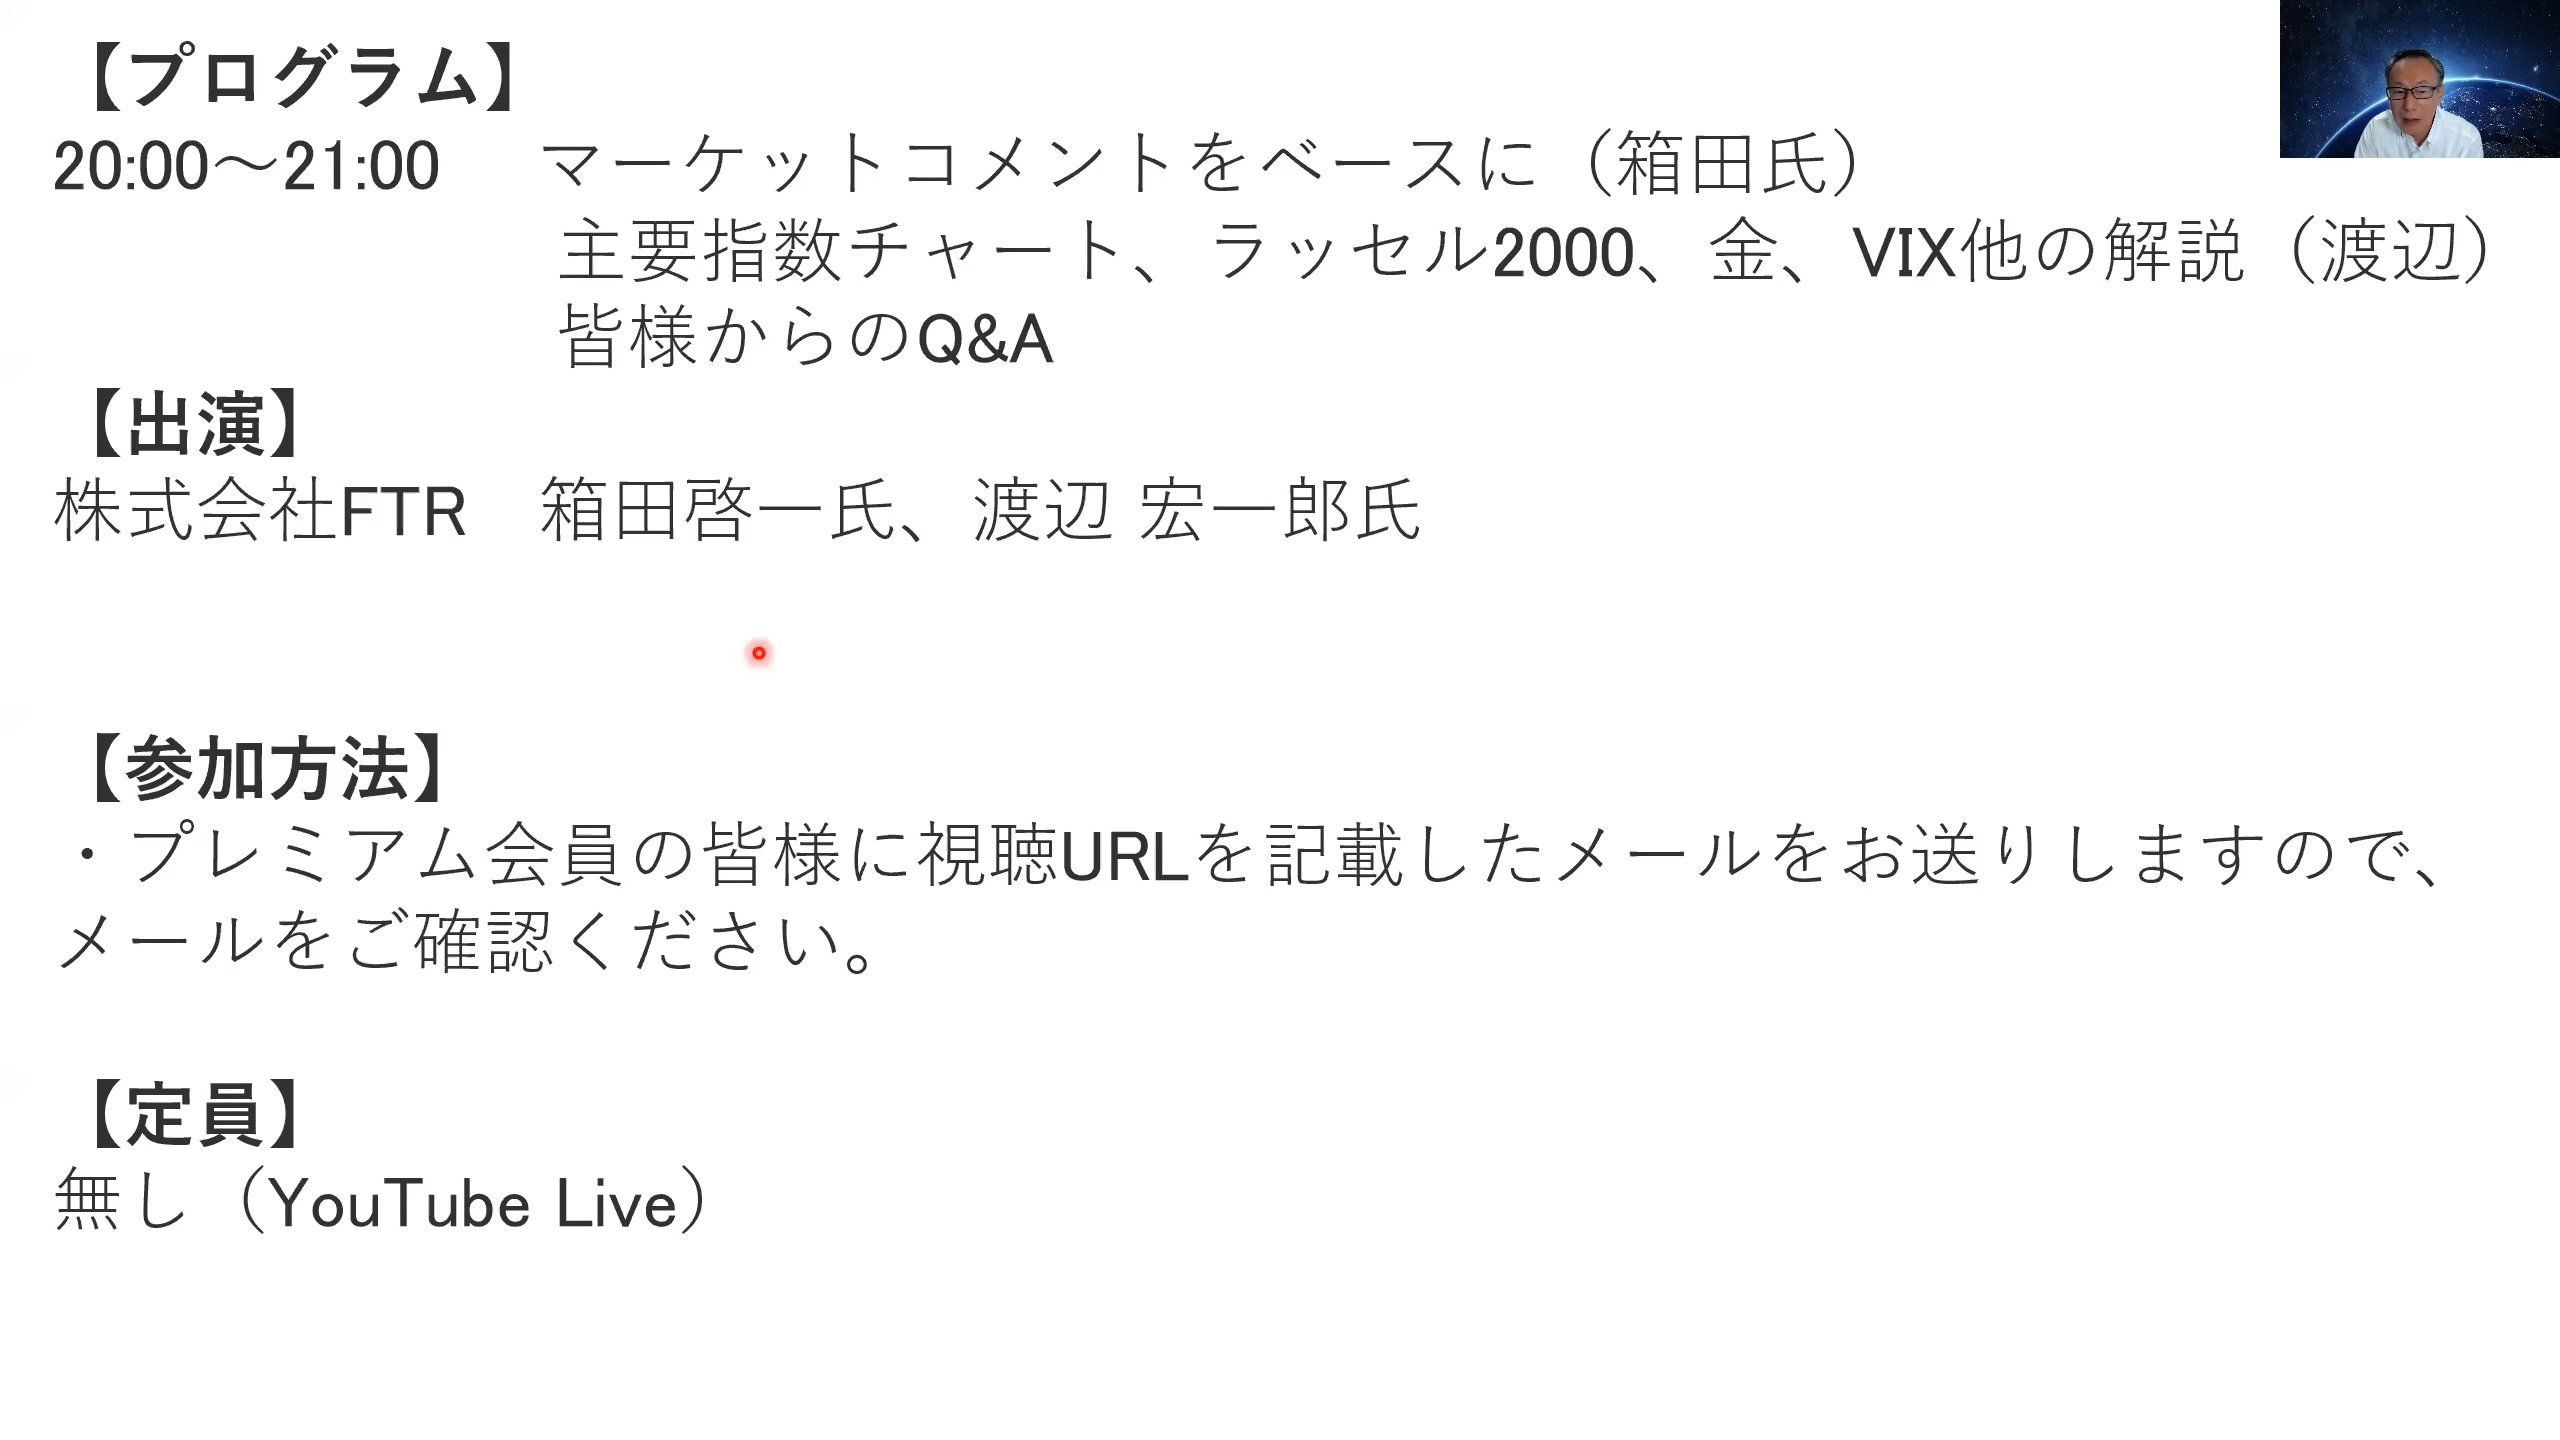 【プログラム】
20:00～21:00　マーケットコメントをベースに（箱田氏）
主要指数チャート、ラッセル2000、金、VIX他の解説（渡辺）
皆様からのQ&A
【出演】
株式会社FTR　箱田啓一氏、渡辺 宏一郎氏
【参加方法】
・プレミアム会員の皆様に視聴URLを記載したメールをお送りしますので、
メールをご確認ください。
【定員】
無し（YouTube Live）